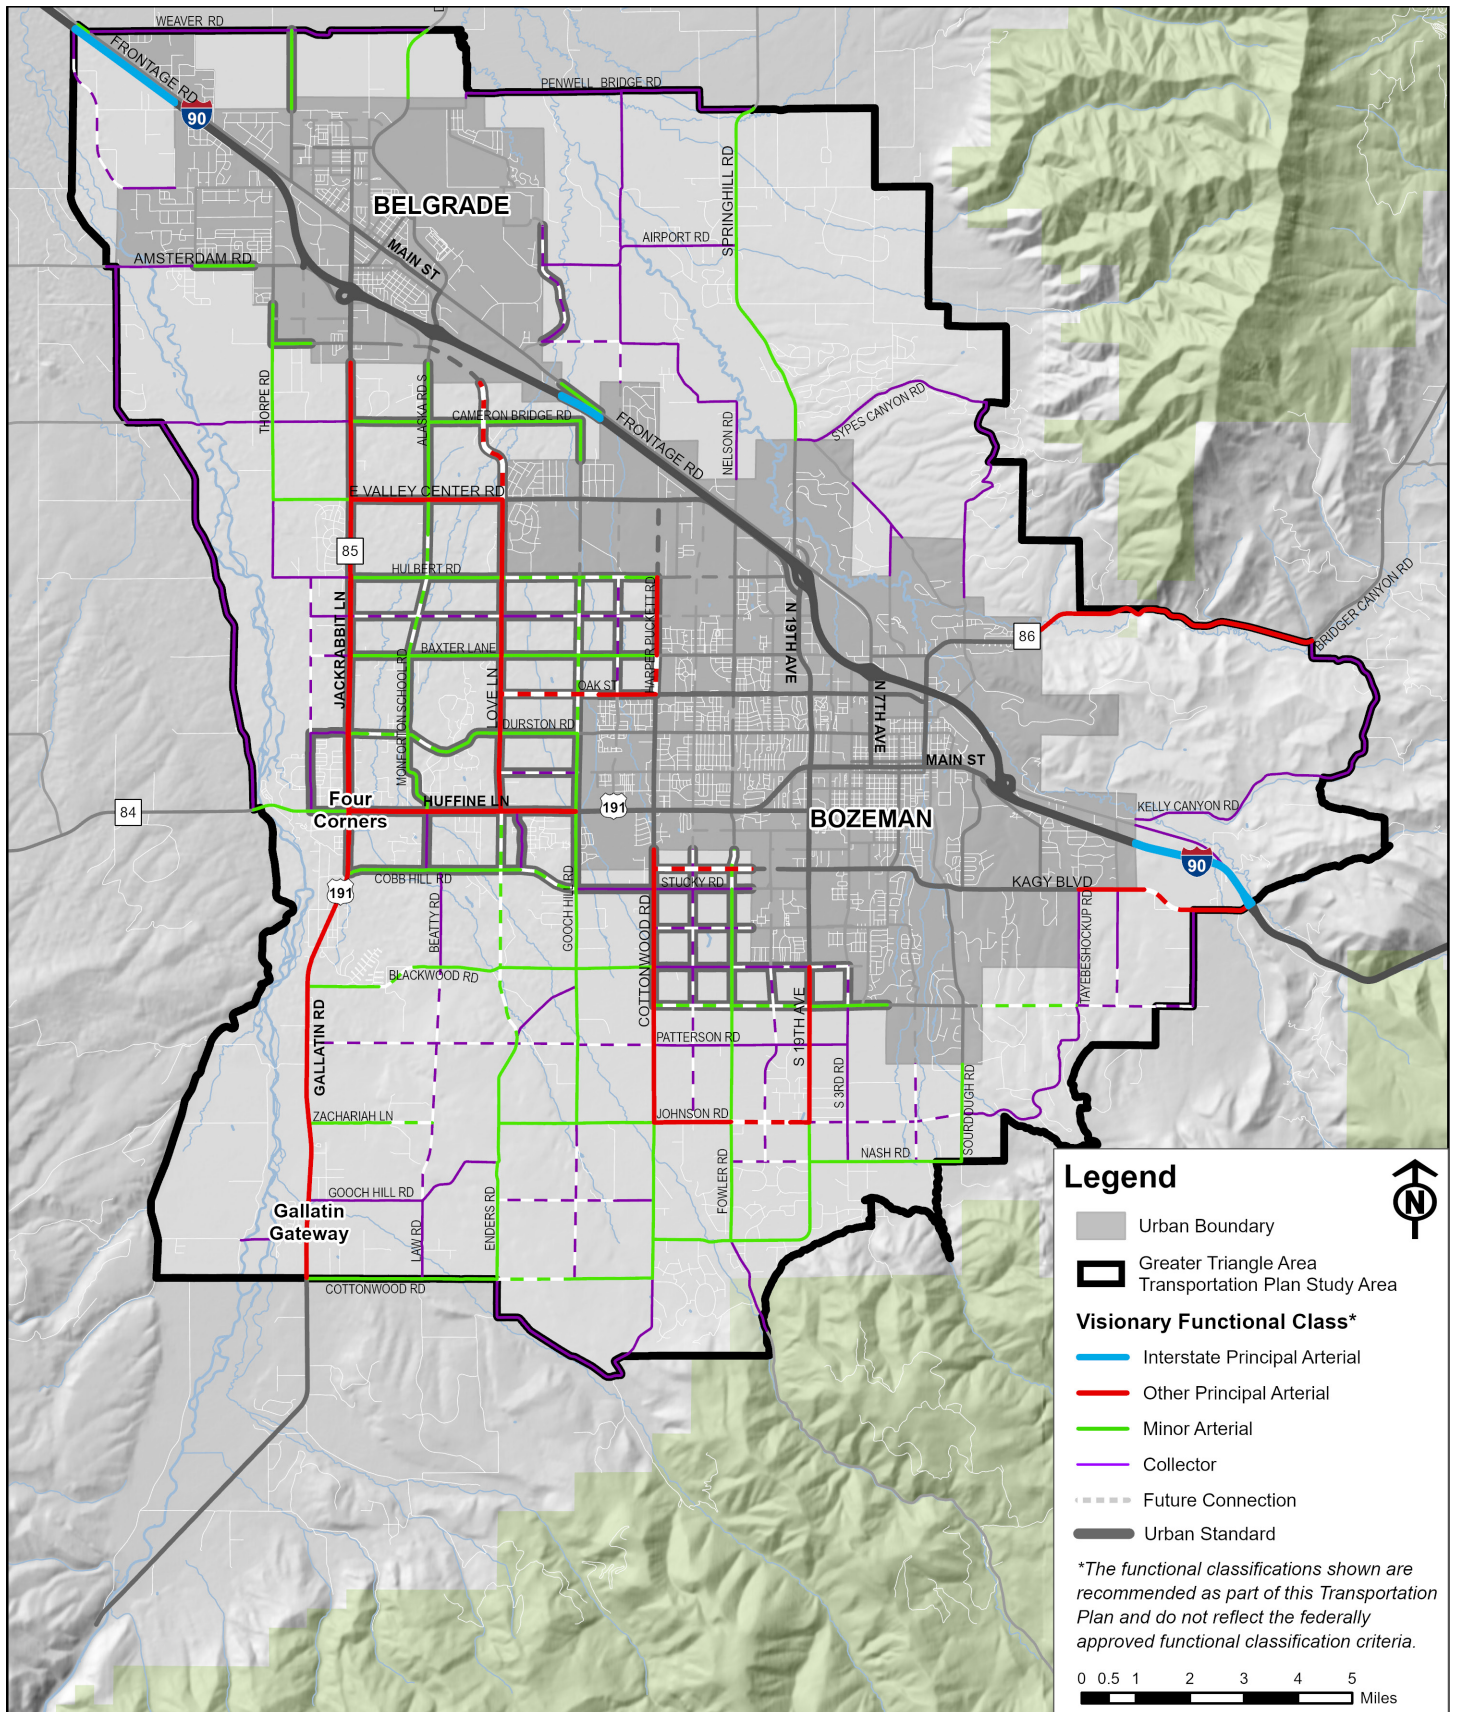 WEAVER RD
FRONTAGE RD
90
PENWELL BRIDGE RD
BELGRADE
MAIN ST
SPRINGHILL RD
AIRPORT RD
AMSTERDAM RD
THORPE RD
ALASKA RD S
CAMERON BRIDGE RD
FRONTAGE RD
NELSON RD
SYPES CANYON RD
E VALLEY CENTER RD
85
HULBERT RD
JACKRABBIT LN
MONFORTON SCHOOL RD
BAXTER LANE
LOVE LN
HARPER PUCKETT RD
OAK ST
DURSTON RD
N 19TH AVE
N 7TH AVE
86
BRIDGER CANYON RD
MAIN ST
84
Four
Corners
HUFFINE LN
191
BOZEMAN
KELLY CANYON RD
90
191
COBB HILL RD
GOOCH HILL RD
STUCKY RD
KAGY BLVD
BEATTY RD
COTTONWOOD RD
TAYEBESHOCKUP RD
BLACKWOOD RD
GALLATIN RD
PATTERSON RD
S 19TH AVE
S 3RD RD
SOURDOUGH RD
ZACHARIAH LN
JOHNSON RD
NASH RD
FOWLER RD
GOOCH HILL RD
Gallatin
Gateway
LAW RD
ENDERS RD
COTTONWOOD RD
Legend
N
Urban Boundary
Greater Triangle Area
Transportation Plan Study Area
Visionary Functional Class*
Interstate Principal Arterial
Other Principal Arterial
Minor Arterial
Collector
Future Connection
Urban Standard
*The functional classifications shown are
recommended as part of this Transportation
Plan and do not reflect the federally
approved functional classification criteria.
0 0.5 1 2 3 4 5
Miles